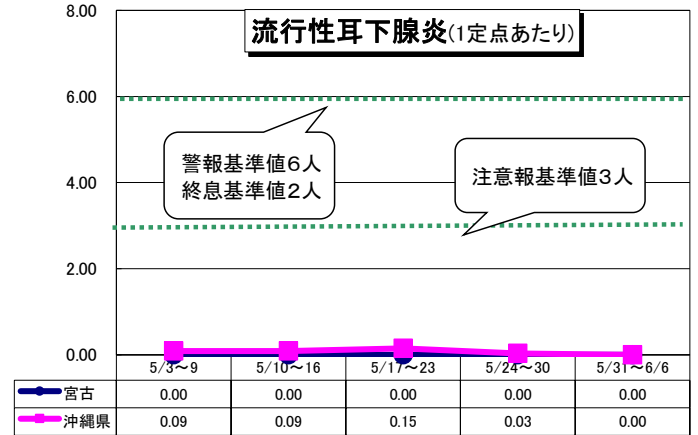 8.00
流行性耳下腺炎(1定点あたり)
6.00
警報基準値6人
終息基準値2人
注意報基準値3人
4.00
2.00
0.00
5/3～9 5/10～16 5/17～23 5/24～30 5/31～6/6
宮古 0.00 0.00 0.00 0.00 0.00
沖縄県 0.09 0.09 0.15 0.03 0.00